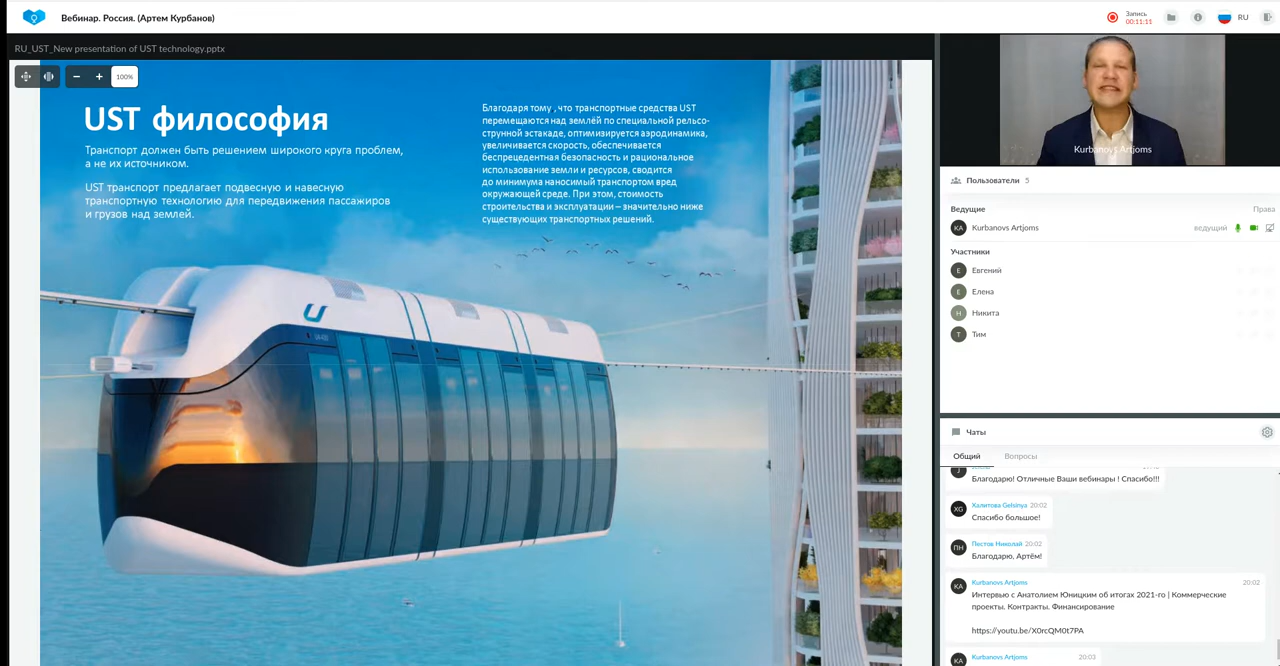 Вебинар. Россия. (Артем Курбанов)
Запись
00:11:11
RU
RU_UST_New presentation of UST technology.pptx
100%
UST философия
Транспорт должен быть решением широкого круга проблем,
а не их источником.
UST транспорт предлагает подвесную и навесную
транспортную технологию для передвижения пассажиров
и грузов над землей.
Благодаря тому , что транспортные средства UST
перемещаются над землёй по специальной рельсо-
струнной эстакаде, оптимизируется аэродинамика,
увеличивается скорость, обеспечивается
беспрецедентная безопасность и рациональное
использование земли и ресурсов, сводится
до минимума наносимый транспортом вред
окружающей среде. При этом, стоимость
строительства и эксплуатации – значительно ниже
существующих транспортных решений.
Kurbanovs Artjoms
Пользователи 5
Ведущие Права
KA Kurbanovs Artjoms ведущий
Участники
Е Евгений
Е Елена
Н Никита
Т Тим
Чаты
Общий Вопросы
Благодарю! Отличные Ваши вебинары ! Спасибо!!!
XG Халитова Gelsinya 20:02
Спасибо большое!
ПН Пестов Николай 20:02
Благодарю, Артём!
KA Kurbanovs Artjoms 20:02
Интервью с Анатолием Юницким об итогах 2021-го | Коммерческие
проекты. Контракты. Финансирование
https://youtu.be/X0rcQM0t7PA
KA Kurbanovs Artjoms 20:03